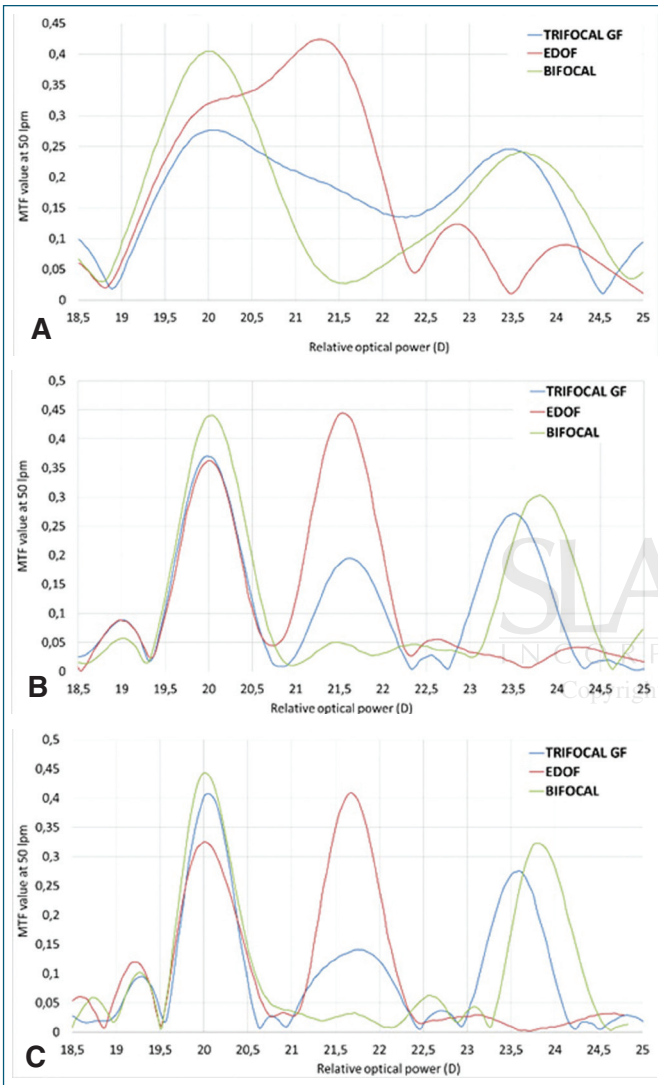 0,45
0,4
0,35
0,3
0,25
0,2
0,15
0,1
0,05
0
MTF value at 50 lpm
TRIFOCAL GF
EDOF
BIFOCAL
18,5 19 19,5 20 20,5 21 21,5 22 22,5 23 23,5 24 24,5 25
Relative optical power (D)
A
0,5
0,45
0,4
0,35
0,3
0,25
0,2
0,15
0,1
0,05
0
MTF value at 50 lpm
TRIFOCAL GF
EDOF
BIFOCAL
SLA
Copyrigh
18,5 19 19,5 20 20,5 21 21,5 22 22,5 23 23,5 24 24,5 25
Relative optical power (D)
B
0,5
0,45
0,4
0,35
0,3
0,25
0,2
0,15
0,1
0,05
0
MTF value at 50 lpm
TRIFOCAL GF
EDOF
BIFOCAL
18,5 19 19,5 20 20,5 21 21,5 22 22,5 23 23,5 24 24,5 25
Relative optical power (D)
C